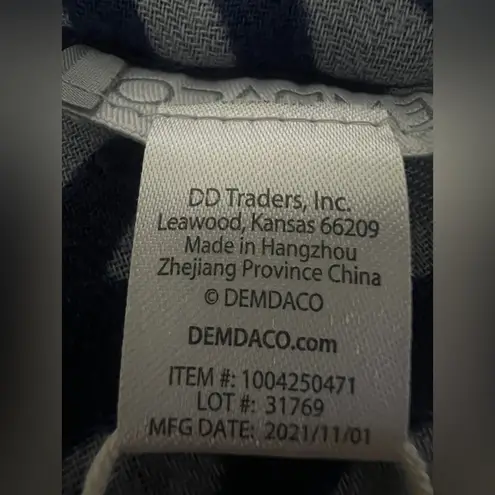 DEMDACO
DD Traders, Inc.
Leawood, Kansas 66209
Made in Hangzhou
Zhejiang Province China
© DEMDACO
DEMDACO.com
ITEM #: 1004250471
LOT #: 31769
MFG DATE: 2021/11/01